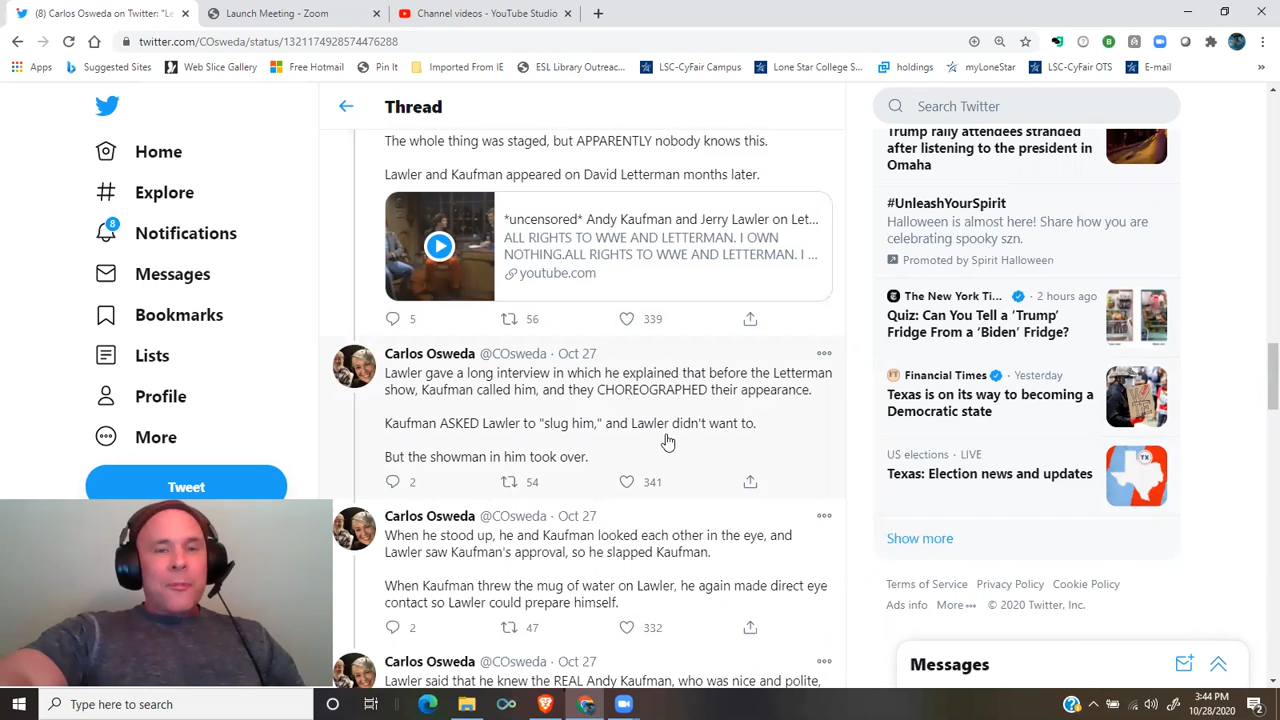 (8) Carlos Osweda on Twitter: "Le
Launch Meeting - Zoom
Channel videos - YouTube Studio
twitter.com/COsweda/status/1321174928574476288
Apps
Suggested Sites
Web Slice Gallery
Free Hotmail
Pin It
Imported From IE
ESL Library Outreac...
LSC-CyFair Campus
Lone Star College S...
holdings
myLoneStar
LSC-CyFair OTS
E-mail
»
Home
Explore
8
Notifications
Messages
Bookmarks
Lists
Profile
More
Tweet
Thread
The whole thing was staged, but APPARENTLY nobody knows this.
Lawler and Kaufman appeared on David Letterman months later.
*uncensored* Andy Kaufman and Jerry Lawler on Let...
ALL RIGHTS TO WWE AND LETTERMAN. I OWN
NOTHING.ALL RIGHTS TO WWE AND LETTERMAN. I ...
youtube.com
5 56 339
Carlos Osweda @COsweda · Oct 27
Lawler gave a long interview in which he explained that before the Letterman
show, Kaufman called him, and they CHOREOGRAPHED their appearance.
Kaufman ASKED Lawler to "slug him," and Lawler didn't want to.
But the showman in him took over.
2 54 341
Carlos Osweda @COsweda · Oct 27
When he stood up, he and Kaufman looked each other in the eye, and
Lawler saw Kaufman's approval, so he slapped Kaufman.
When Kaufman threw the mug of water on Lawler, he again made direct eye
contact so Lawler could prepare himself.
2 47 332
Carlos Osweda @COsweda · Oct 27
Lawler said that he knew the REAL Andy Kaufman, who was nice and polite,
Search Twitter
Trump rally attendees stranded
after listening to the president in
Omaha
#UnleashYourSpirit
Halloween is almost here! Share how you are
celebrating spooky szn.
Promoted by Spirit Halloween
The New York Ti... · 2 hours ago
Quiz: Can You Tell a ‘Trump’
Fridge From a ‘Biden’ Fridge?
Financial Times · Yesterday
Texas is on its way to becoming a
Democratic state
US elections · LIVE
Texas: Election news and updates
Show more
Terms of Service Privacy Policy Cookie Policy
Ads info More © 2020 Twitter, Inc.
Messages
Type here to search
3:44 PM
10/28/2020